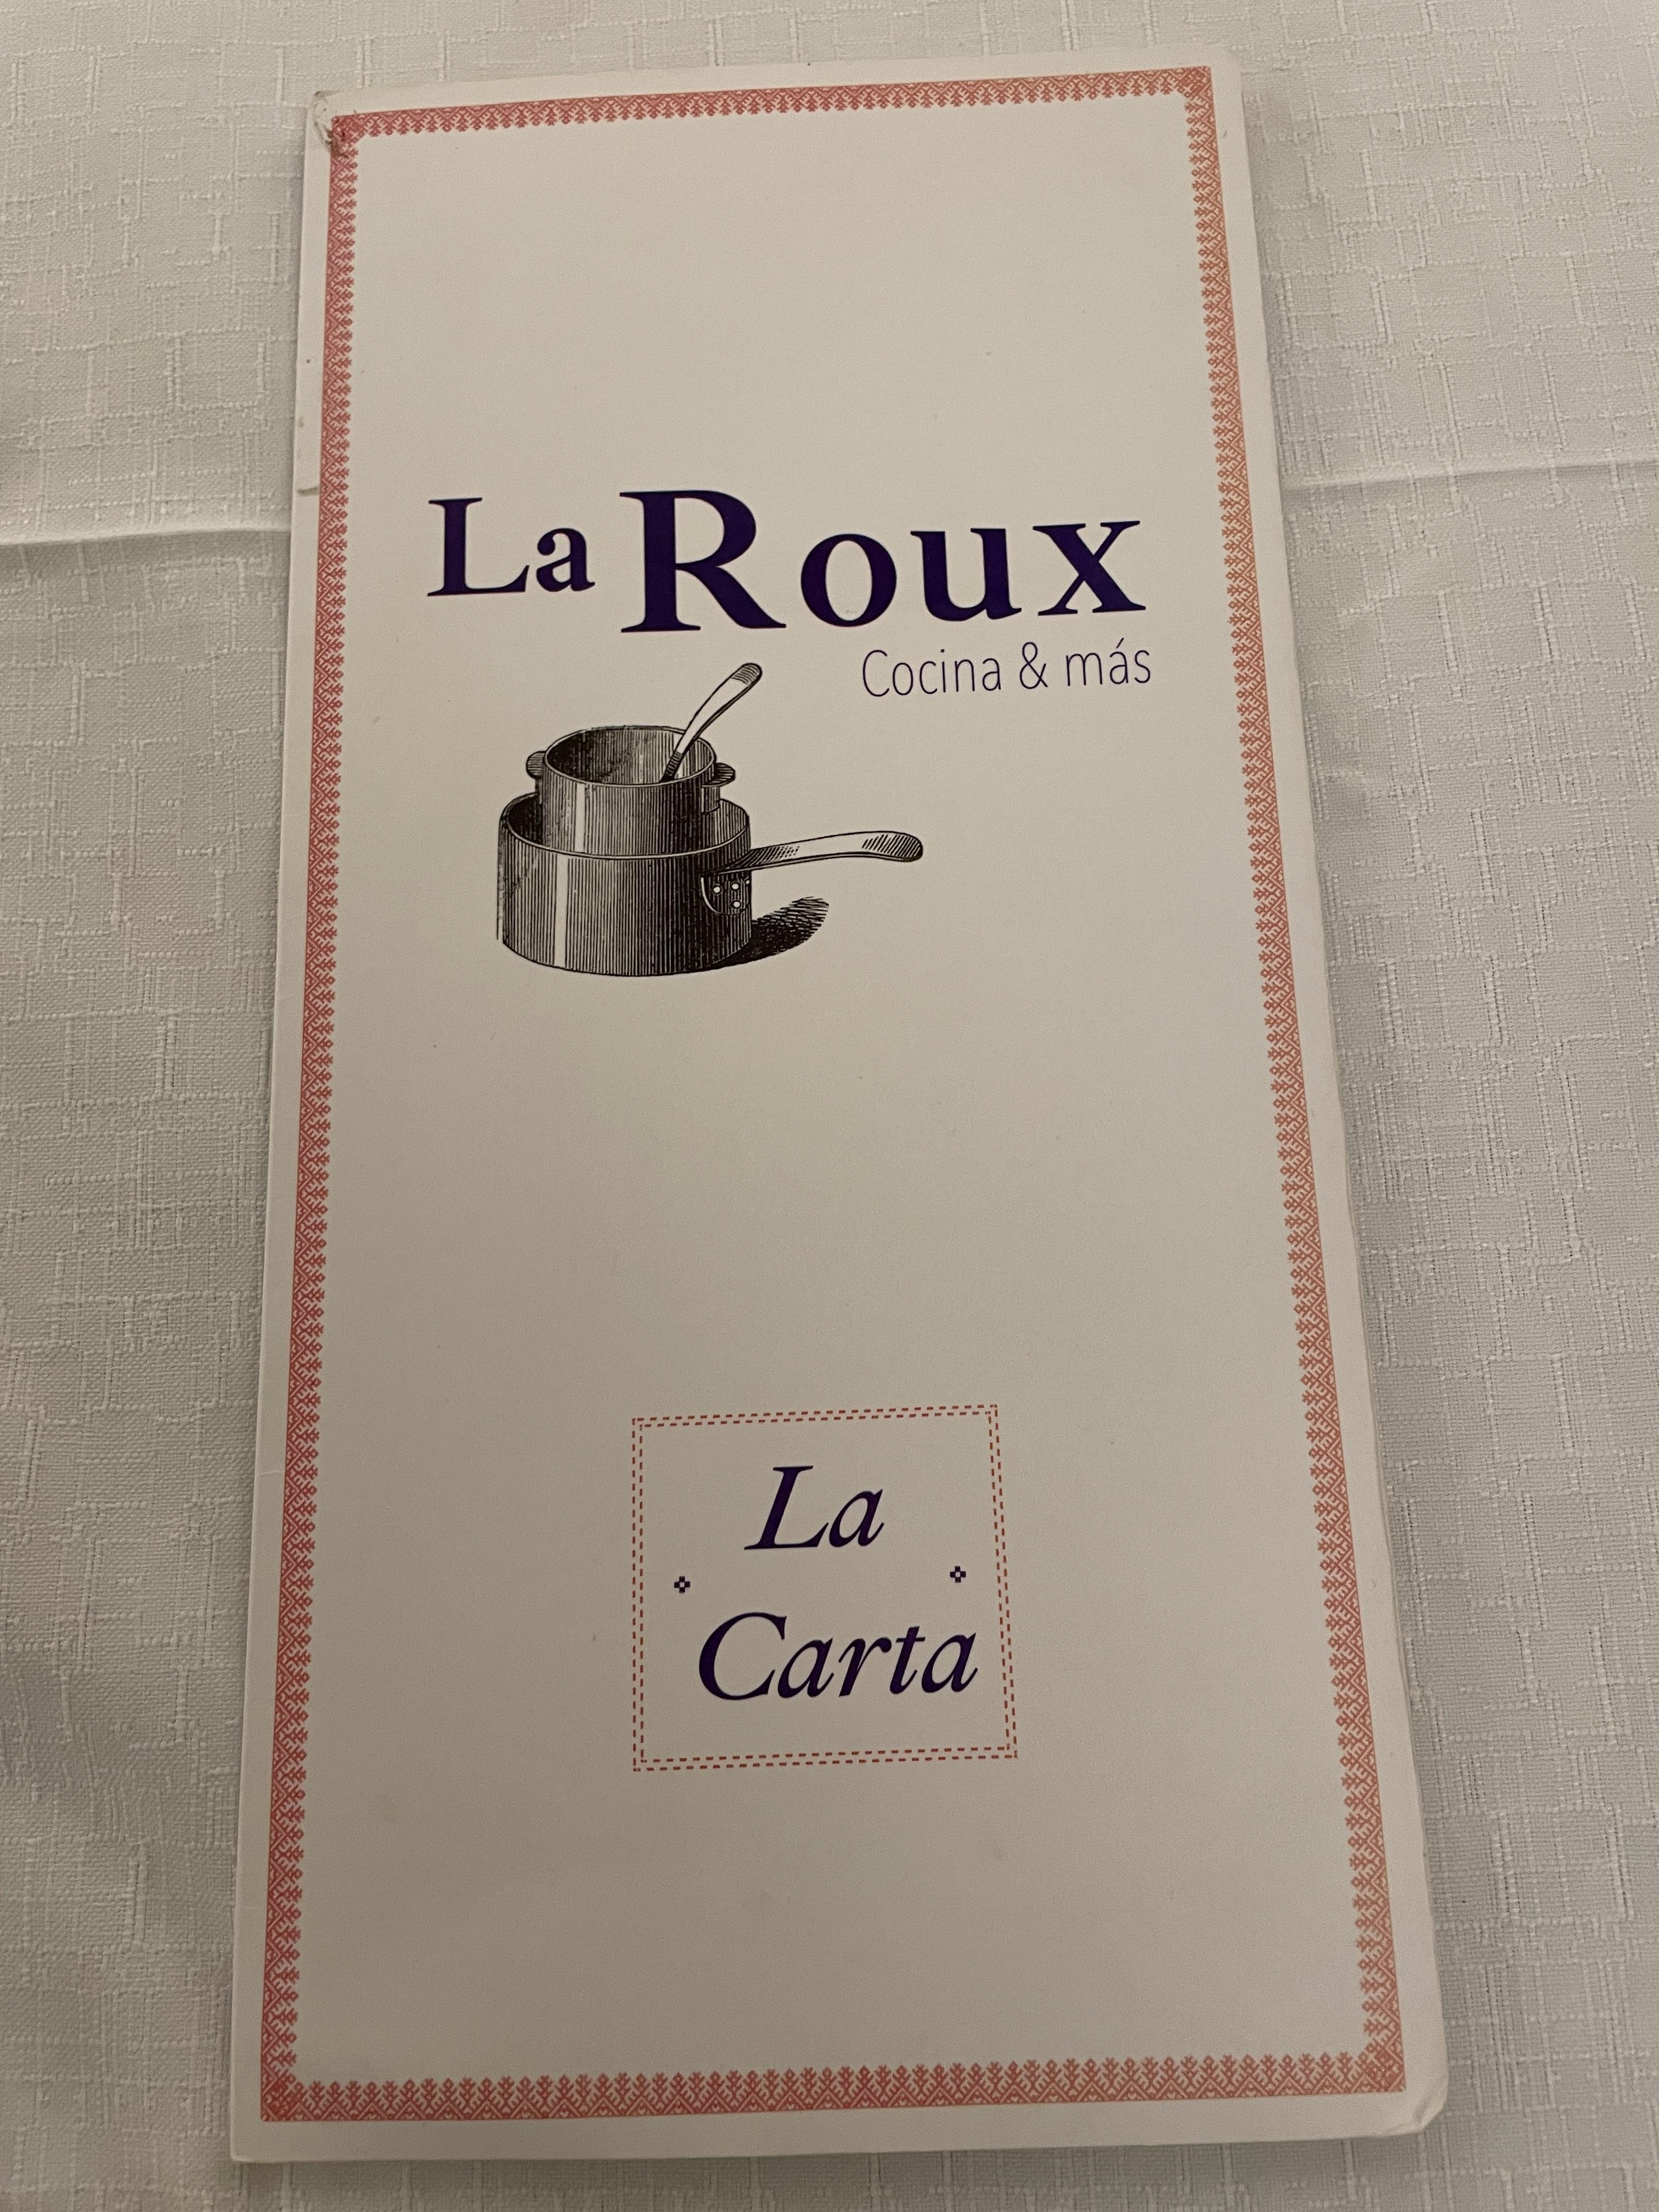 La Roux
Cocina & más
La
Carta